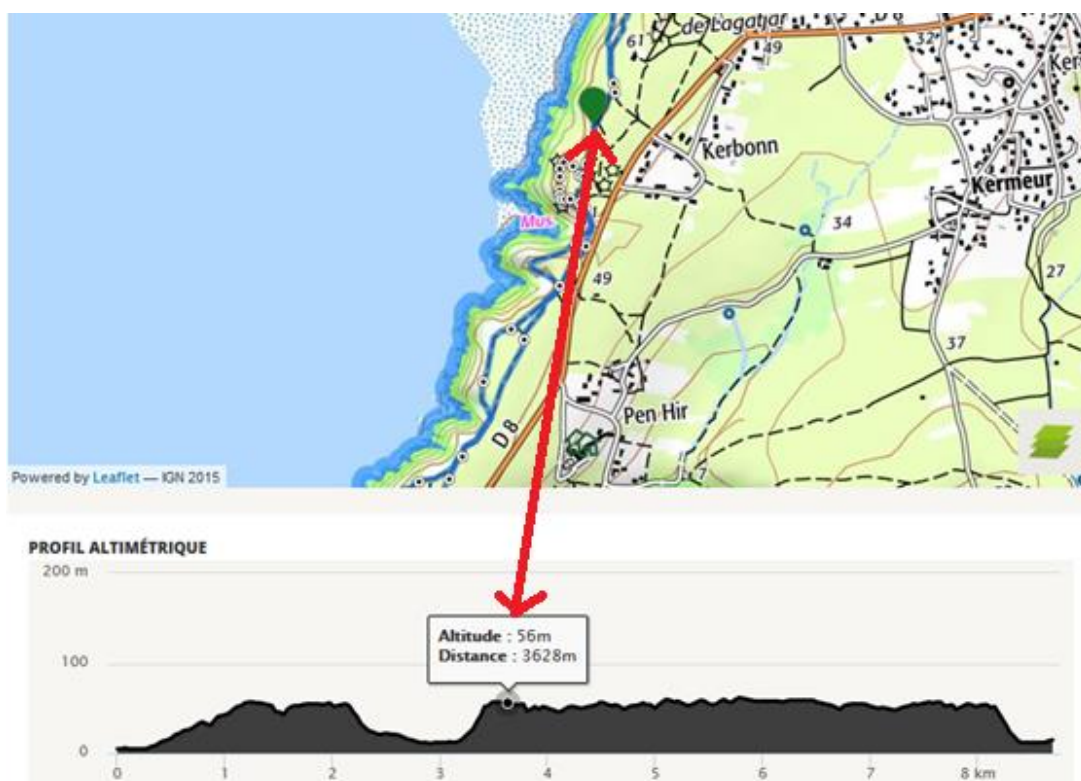 de Lagatjar
D 8
61
49
32
Ker
Kerbonn
Kermeur
Mus
34
49
27
37
Pen Hir
D 8
7
Powered by Leaflet — IGN 2015
PROFIL ALTIMÉTRIQUE
200 m
Altitude : 56m
Distance : 3628m
100
0
0 1 2 3 4 5 6 7 8 km